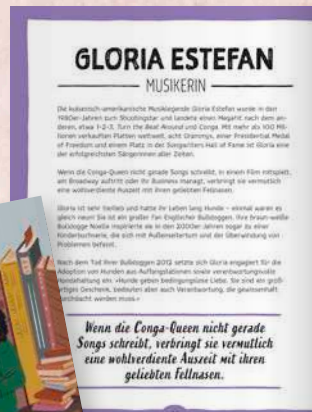 GLORIA ESTEFAN
MUSIKERIN
Die kubanisch-amerikanische Musiklegende Gloria Estefan wurde in den
1980er-Jahren zum Shootingstar und landete einen Megahit nach dem an-
deren, etwa 1-2-3, Turn the Beat Around und Conga. Mit mehr als 100 Mil-
lionen verkauften Platten weltweit, acht Grammys, einer Presidential Medal
of Freedom und einem Platz in der Songwriters Hall of Fame ist Gloria eine
der erfolgreichsten Sängerinnen aller Zeiten.
Wenn die Conga-Queen nicht gerade Songs schreibt, in einem Film mitspielt,
am Broadway auftritt oder ihr Business managt, verbringt sie vermutlich
eine wohlverdiente Auszeit mit ihren geliebten Fellnasen.
Gloria ist sehr tierlieb und hatte ihr Leben lang Hunde – einmal waren es
gleich neun! Sie ist ein großer Fan Englischer Bulldoggen. Ihre braun-weiße
Bulldogge Noelle inspirierte sie in den 2000er Jahren sogar zu einer
Kinderbuchreihe, die sich mit Außenseitertum und der Überwindung von
Problemen befasst.
Nach dem Tod ihrer Bulldoggen 2013 setzte sich Gloria engagiert für die
Adoption von Hunden aus Auffangstationen sowie verantwortungsvolle
Hundehaltung ein. »Hunde geben bedingungslose Liebe. Sie sind ein groß-
artiges Geschenk, bedeuten aber auch Verantwortung, die gewissenhaft
durchdacht werden muss.«
Wenn die Conga-Queen nicht gerade
Songs schreibt, verbringt sie vermutlich
eine wohlverdiente Auszeit mit ihren
geliebten Fellnasen.